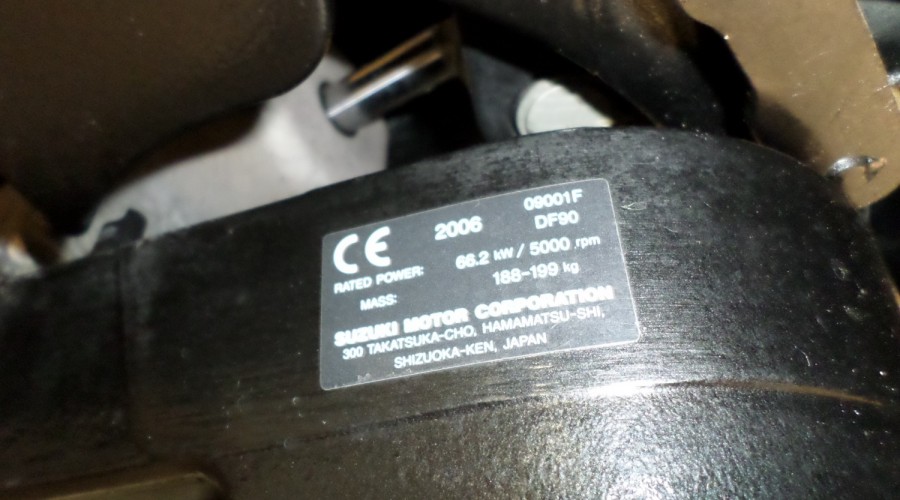 CE 2006 09001F
DF90
RATED POWER: 66.2 kW / 5000 rpm
MASS: 188-199 kg
SUZUKI MOTOR CORPORATION
300 TAKATSUKA-CHO, HAMAMATSU-SHI,
SHIZUOKA-KEN, JAPAN